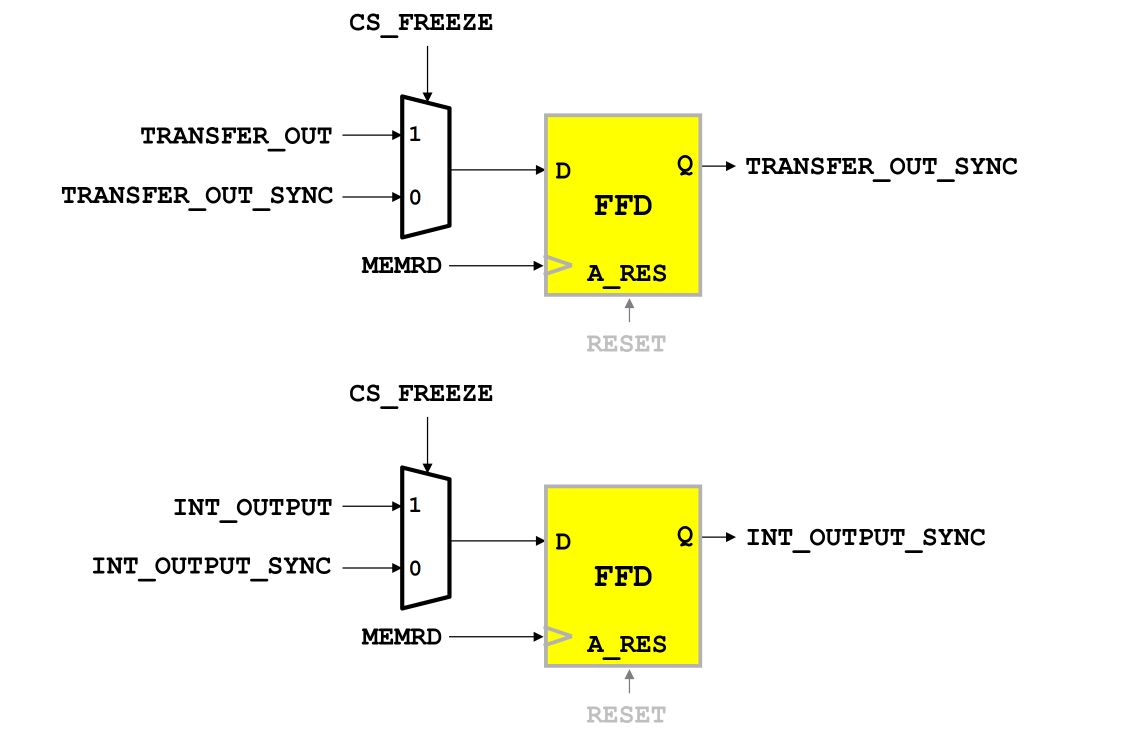 CS_FREEZE
TRANSFER_OUT
1
D
Q
TRANSFER_OUT_SYNC
TRANSFER_OUT_SYNC
0
FFD
MEMRD
A_RES
RESET
CS_FREEZE
INT_OUTPUT
1
D
Q
INT_OUTPUT_SYNC
INT_OUTPUT_SYNC
0
FFD
MEMRD
A_RES
RESET